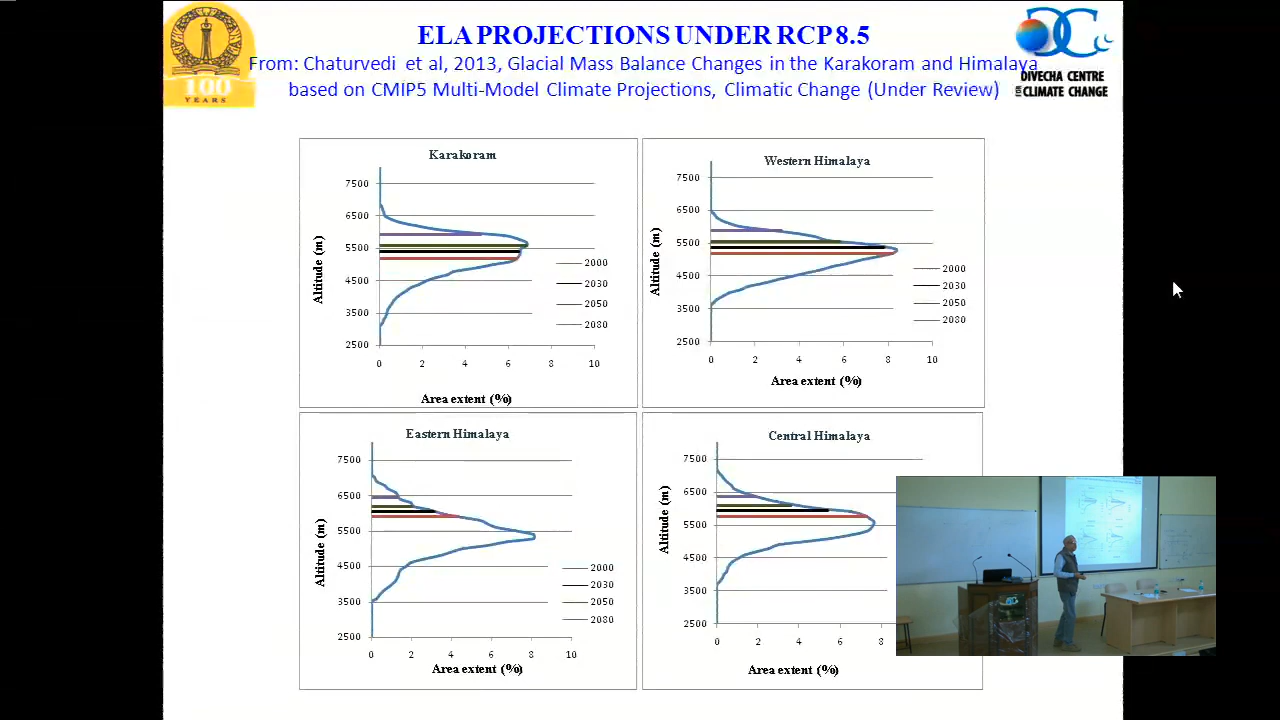 ELA PROJECTIONS UNDER RCP 8.5
From: Chaturvedi et al, 2013, Glacial Mass Balance Changes in the Karakoram and Himalaya
based on CMIP5 Multi-Model Climate Projections, Climatic Change (Under Review)
100
YEARS
DIVECHA CENTRE
FOR CLIMATE CHANGE
Karakoram
Altitude (m)
7500
6500
5500
4500
3500
2500
0 2 4 6 8 10
Area extent (%)
2000
2030
2050
2080
Western Himalaya
Altitude (m)
7500
6500
5500
4500
3500
2500
0 2 4 6 8 10
Area extent (%)
2000
2030
2050
2080
Eastern Himalaya
Altitude (m)
7500
6500
5500
4500
3500
2500
0 2 4 6 8 10
Area extent (%)
2000
2030
2050
2080
Central Himalaya
Altitude (m)
7500
6500
5500
4500
3500
2500
0 2 4 6 8
Area extent (%)